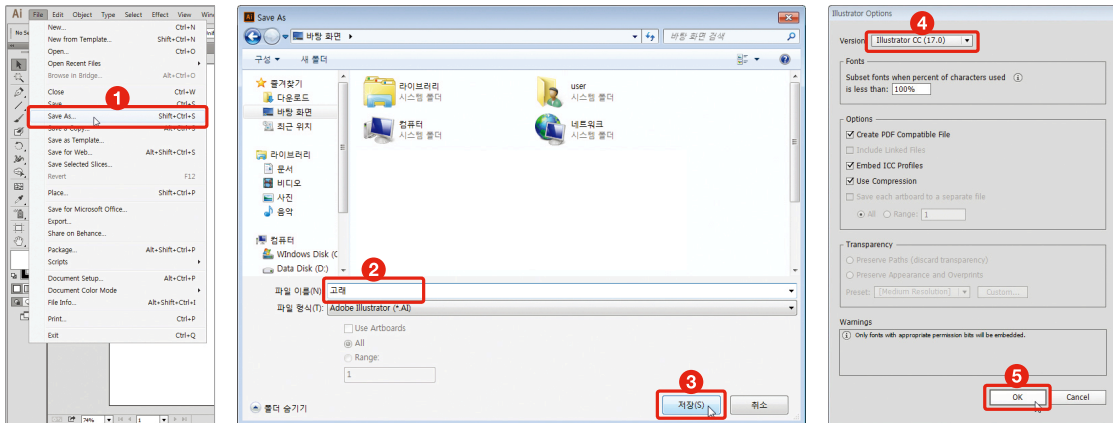 Ai File Edit Object Type Select Effect View
New... Ctrl+N
New from Template... Shift+Ctrl+N
Open... Ctrl+O
Open Recent Files
Browse in Bridge... Alt+Ctrl+O
Close Ctrl+W
Save Ctrl+S
1
Save As... Shift+Ctrl+S
Save a Copy... Alt+Ctrl+S
Save as Template...
Save for Web... Alt+Shift+Ctrl+S
Save Selected Slices...
Revert F12
Place... Shift+Ctrl+P
Save for Microsoft Office...
Export...
Share on Behance...
Package... Alt+Shift+Ctrl+P
Scripts
Document Setup... Alt+Ctrl+P
Document Color Mode
File Info... Alt+Shift+Ctrl+I
Print... Ctrl+P
Exit Ctrl+Q
74% 1
Ai Save As
바탕 화면 바탕 화면 검색
구성 새 폴더
즐겨찾기
다운로드
바탕 화면
최근 위치
라이브러리
문서
비디오
사진
음악
컴퓨터
Windows Disk (C
Data Disk (D:)
라이브러리
시스템 폴더
user
시스템 폴더
컴퓨터
시스템 폴더
네트워크
시스템 폴더
2
파일 이름(N): 고래
파일 형식(T): Adobe Illustrator (*.AI)
Use Artboards
All
Range:
1
3
폴더 숨기기 저장(S) 취소
Illustrator Options
4
Version: Illustrator CC (17.0)
Fonts
Subset fonts when percent of characters used
is less than: 100%
Options
Create PDF Compatible File
Include Linked Files
Embed ICC Profiles
Use Compression
Save each artboard to a separate file
All Range: 1
Transparency
Preserve Paths (discard transparency)
Preserve Appearance and Overprints
Preset: [Medium Resolution] Custom...
Warnings
Only fonts with appropriate permission bits will be embedded.
5
OK Cancel